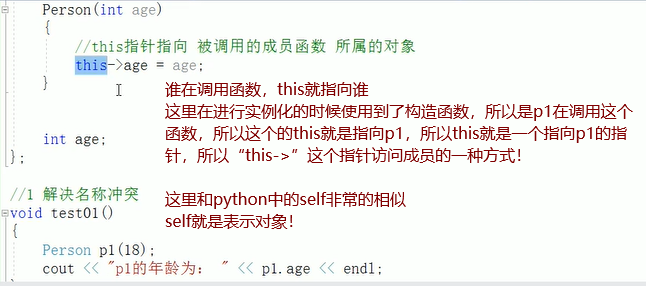 Person(int age)
{
//this指针指向 被调用的成员函数 所属的对象
this->age = age;
}
谁在调用函数，this就指向谁
这里在进行实例化的时候使用到了构造函数，所以是p1在调用这个
函数，所以这个的this就是指向p1，所以this就是一个指向p1的指
针，所以“this->”这个指针访问成员的一种方式！
int age;
};
//1 解决名称冲突
这里和python中的self非常的相似
self就是表示对象！
void test01()
{
Person p1(18);
cout << "p1的年龄为： " << p1.age << endl;